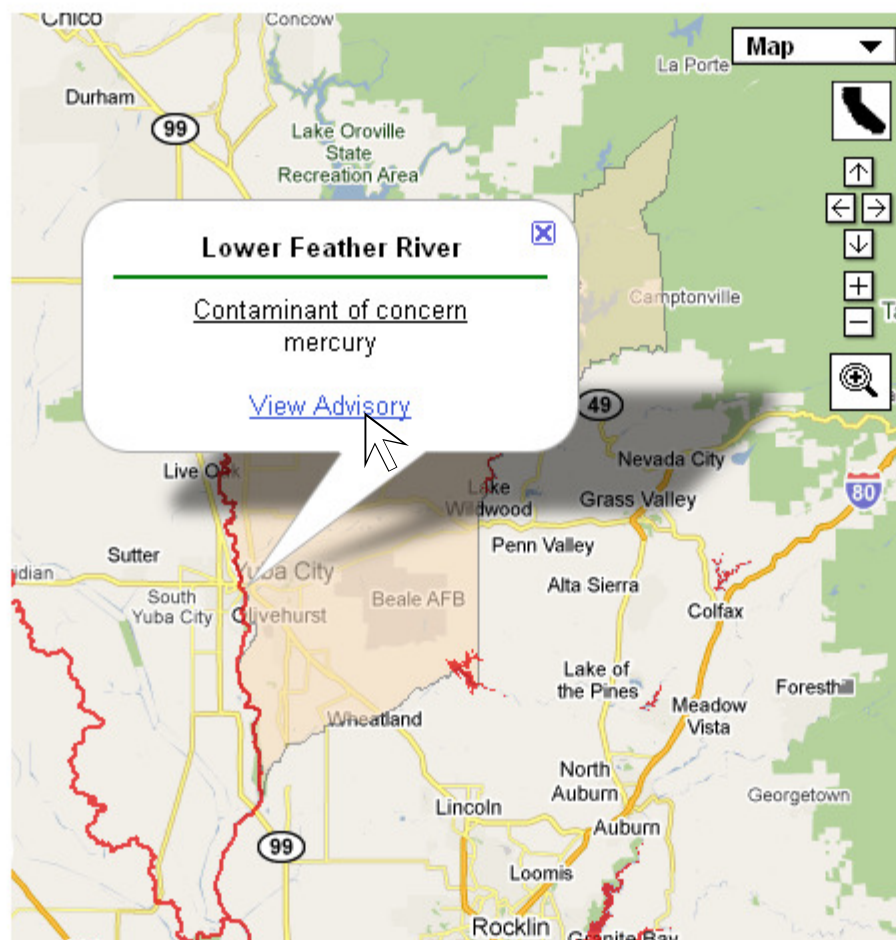 Chico
Concow
La Porte
Map
Durham
99
Lake Oroville
State
Recreation Area
Lower Feather River
Contaminant of concern
mercury
View Advisory
Camptonville
49
Live Oak
Lake
Wildwood
Nevada City
Grass Valley
80
Sutter
Penn Valley
idian
Yuba City
South
Yuba City
Olivehurst
Beale AFB
Alta Sierra
Colfax
Lake of
the Pines
Foresthill
Meadow
Vista
Wheatland
North
Auburn
Georgetown
Lincoln
Auburn
99
Loomis
Rocklin
Granite Bay